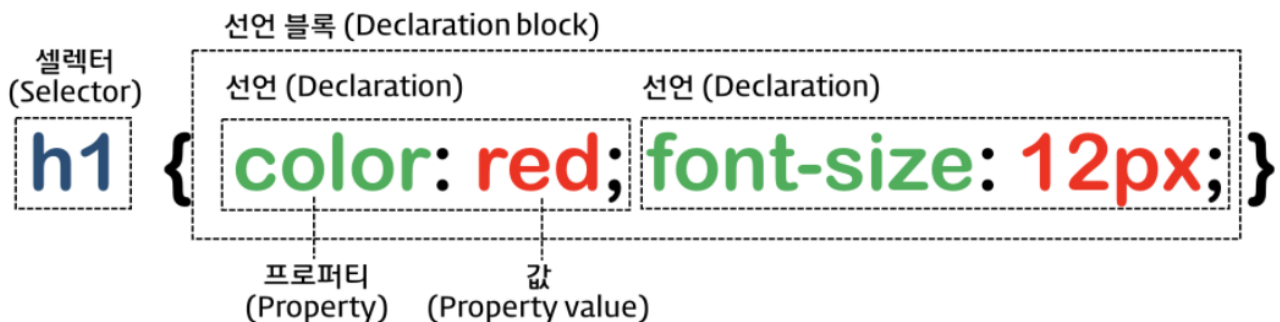 선언 블록 (Declaration block)
셀렉터
(Selector)
선언 (Declaration) 선언 (Declaration)
h1 { color: red; font-size: 12px; }
프로퍼티 값
(Property) (Property value)